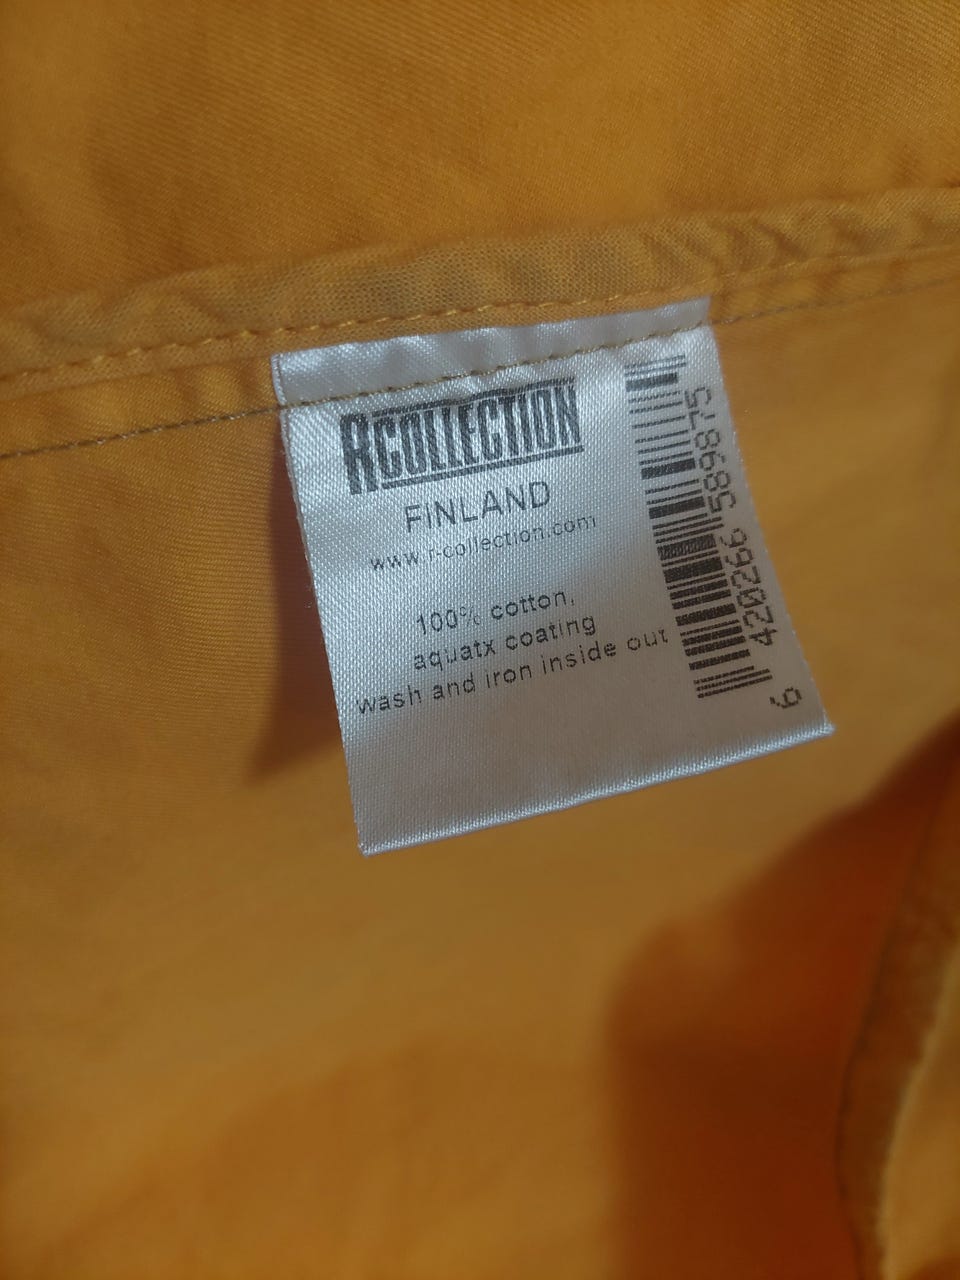 RCOLLECTION
FINLAND
www.r-collection.com
100% cotton,
aquatx coating
wash and iron inside out
6 420266 589875